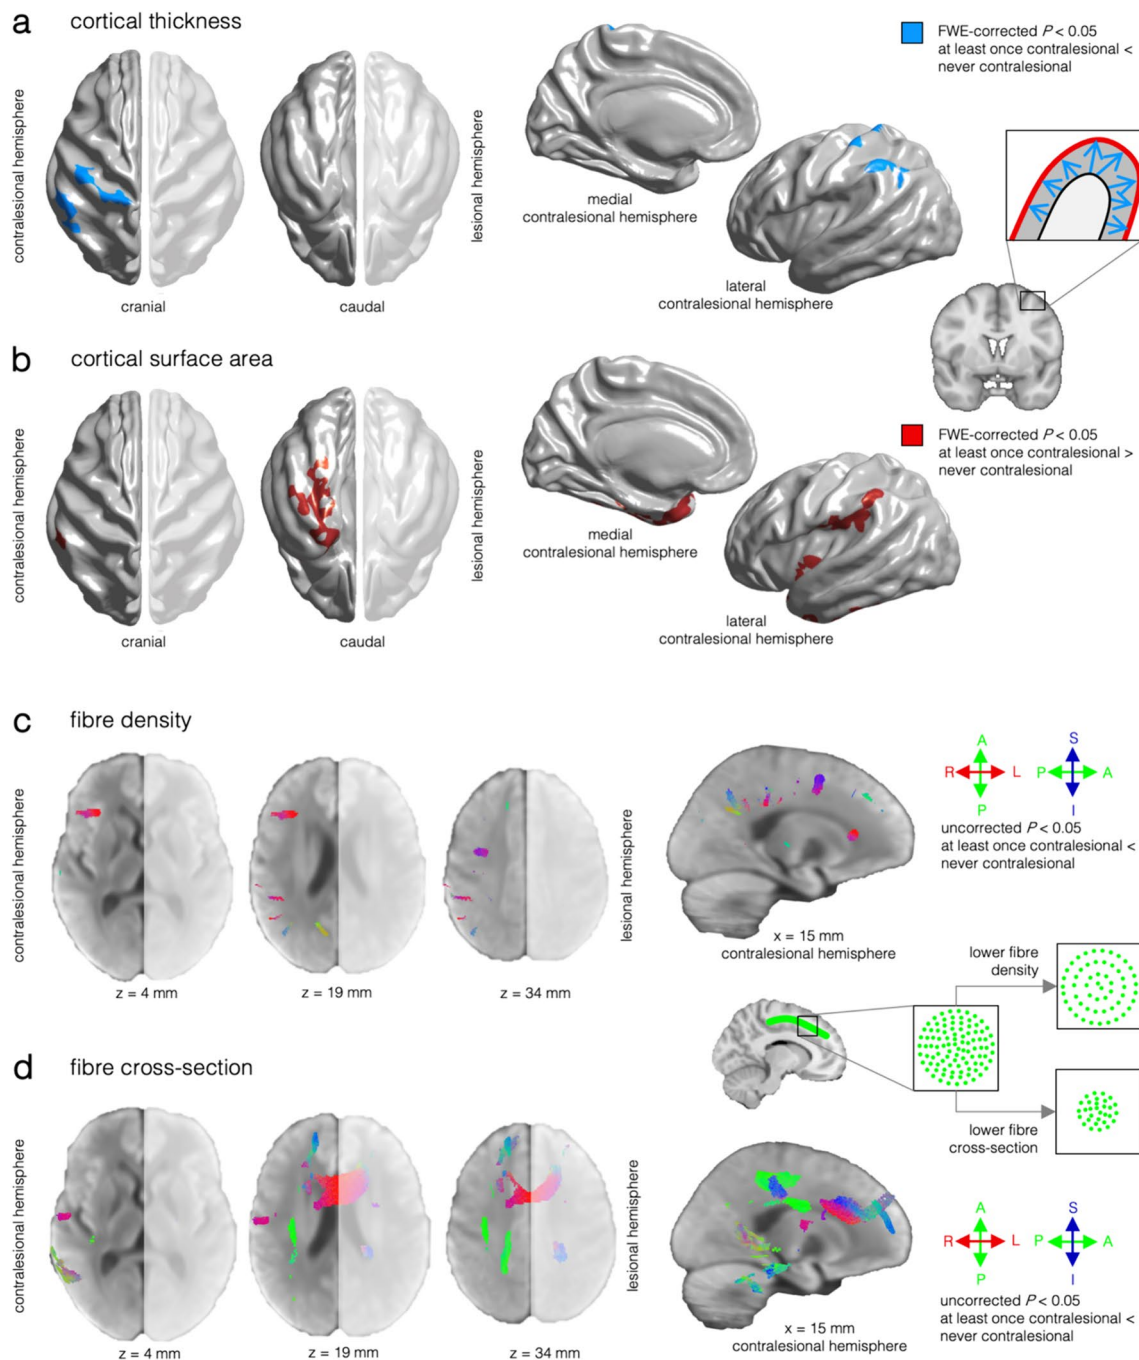 a cortical thickness
contralesional hemisphere
cranial
caudal
lesional hemisphere
medial
contralesional hemisphere
lateral
contralesional hemisphere
FWE-corrected P < 0.05
at least once contralesional <
never contralesional
b cortical surface area
contralesional hemisphere
cranial
caudal
lesional hemisphere
medial
contralesional hemisphere
lateral
contralesional hemisphere
FWE-corrected P < 0.05
at least once contralesional >
never contralesional
c fibre density
contralesional hemisphere
z = 4 mm
z = 19 mm
z = 34 mm
lesional hemisphere
x = 15 mm
contralesional hemisphere
A S
R L P A
P I
uncorrected P < 0.05
at least once contralesional <
never contralesional
lower fibre
density
lower fibre
cross-section
d fibre cross-section
contralesional hemisphere
z = 4 mm
z = 19 mm
z = 34 mm
lesional hemisphere
x = 15 mm
contralesional hemisphere
A S
R L P A
P I
uncorrected P < 0.05
at least once contralesional <
never contralesional